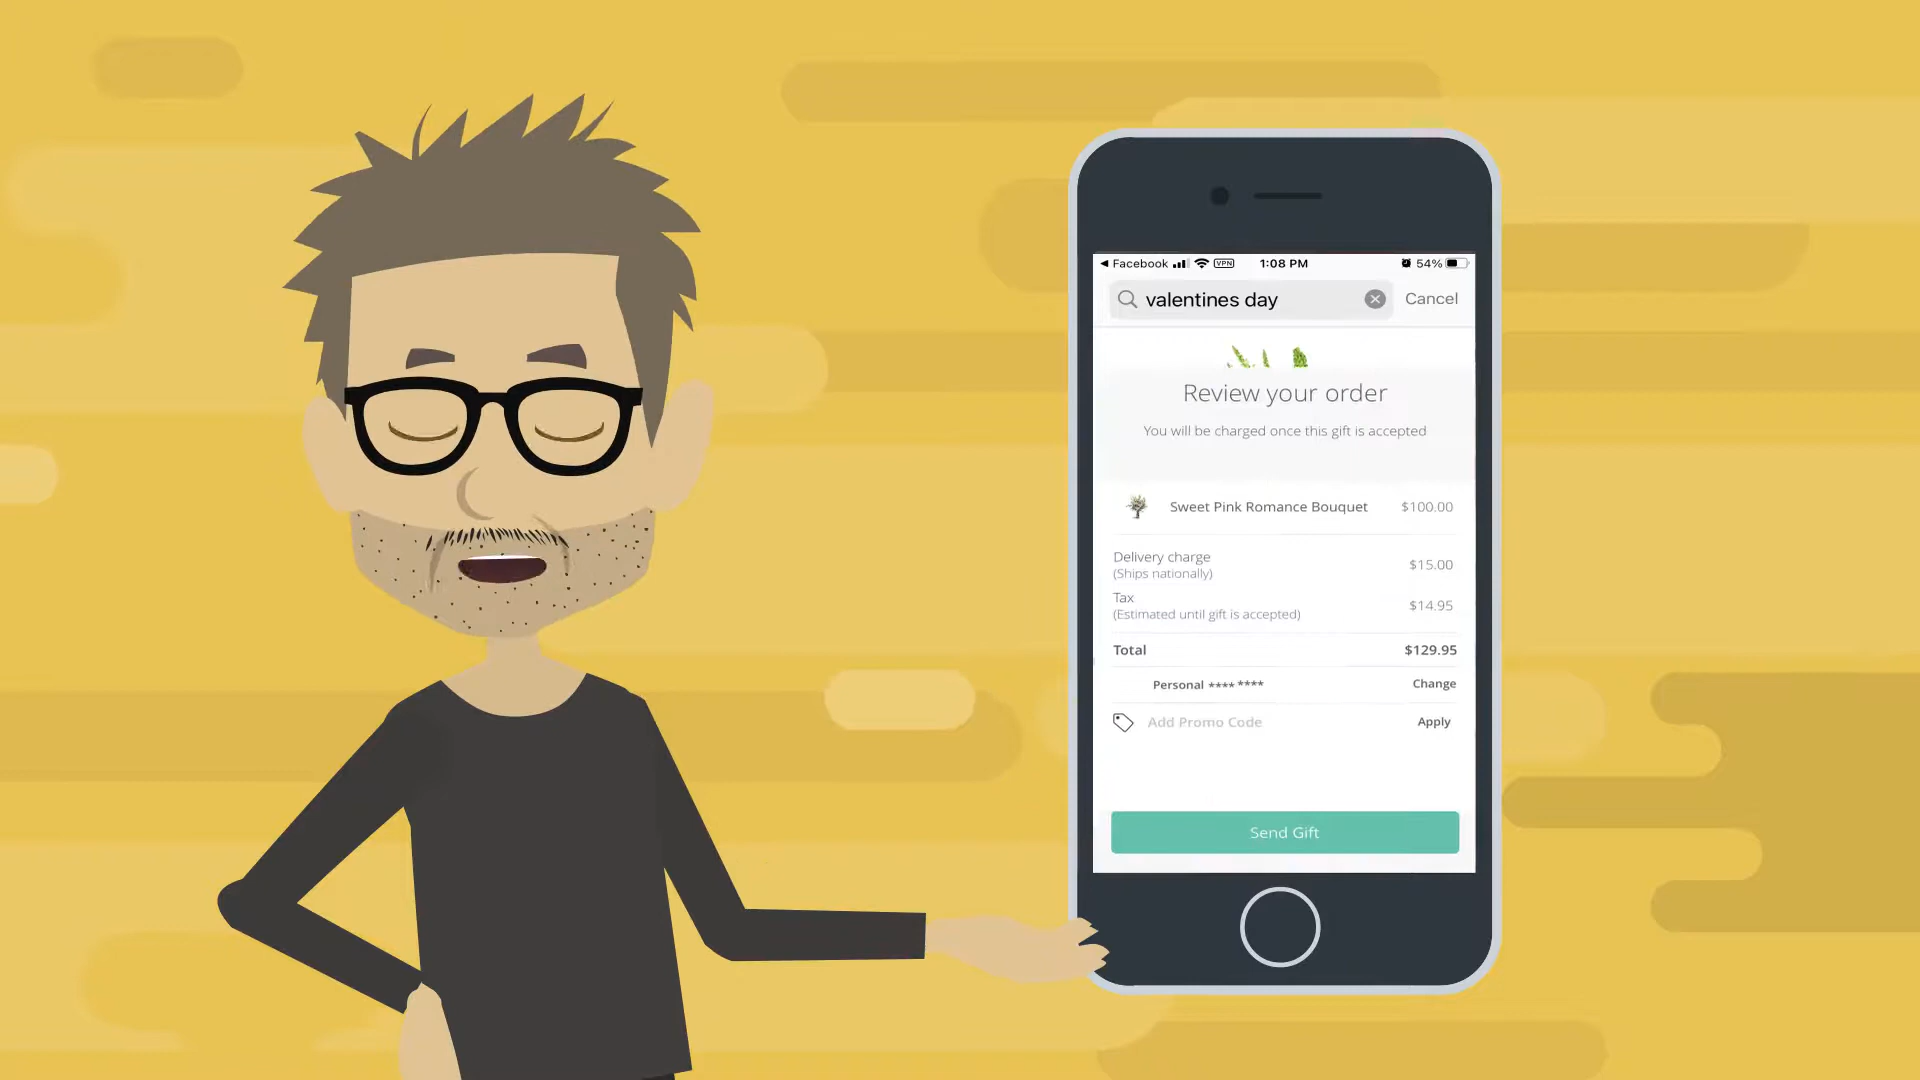 ◀ Facebook VPN 1:08 PM 54%
valentines day Cancel
Review your order
You will be charged once this gift is accepted
Sweet Pink Romance Bouquet $100.00
Delivery charge
(Ships nationally) $15.00
Tax
(Estimated until gift is accepted) $14.95
Total $129.95
Personal **** **** Change
Add Promo Code Apply
Send Gift